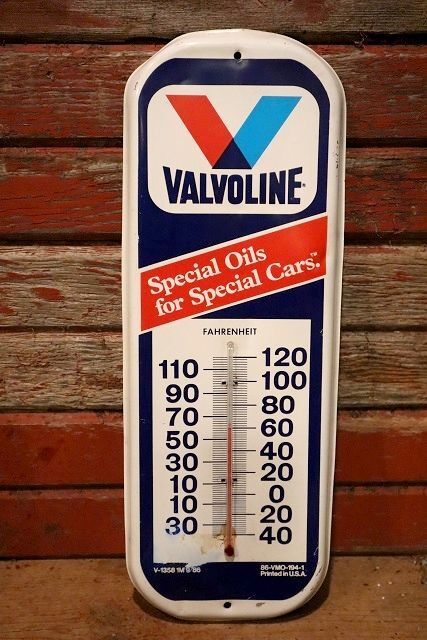 VALVOLINE
Special Oils
for Special Cars.™
FAHRENHEIT
120
110
100
90
80
70
60
50
40
30
20
10
0
10
20
30
40
86-VMO-194-1
Printed in U.S.A.